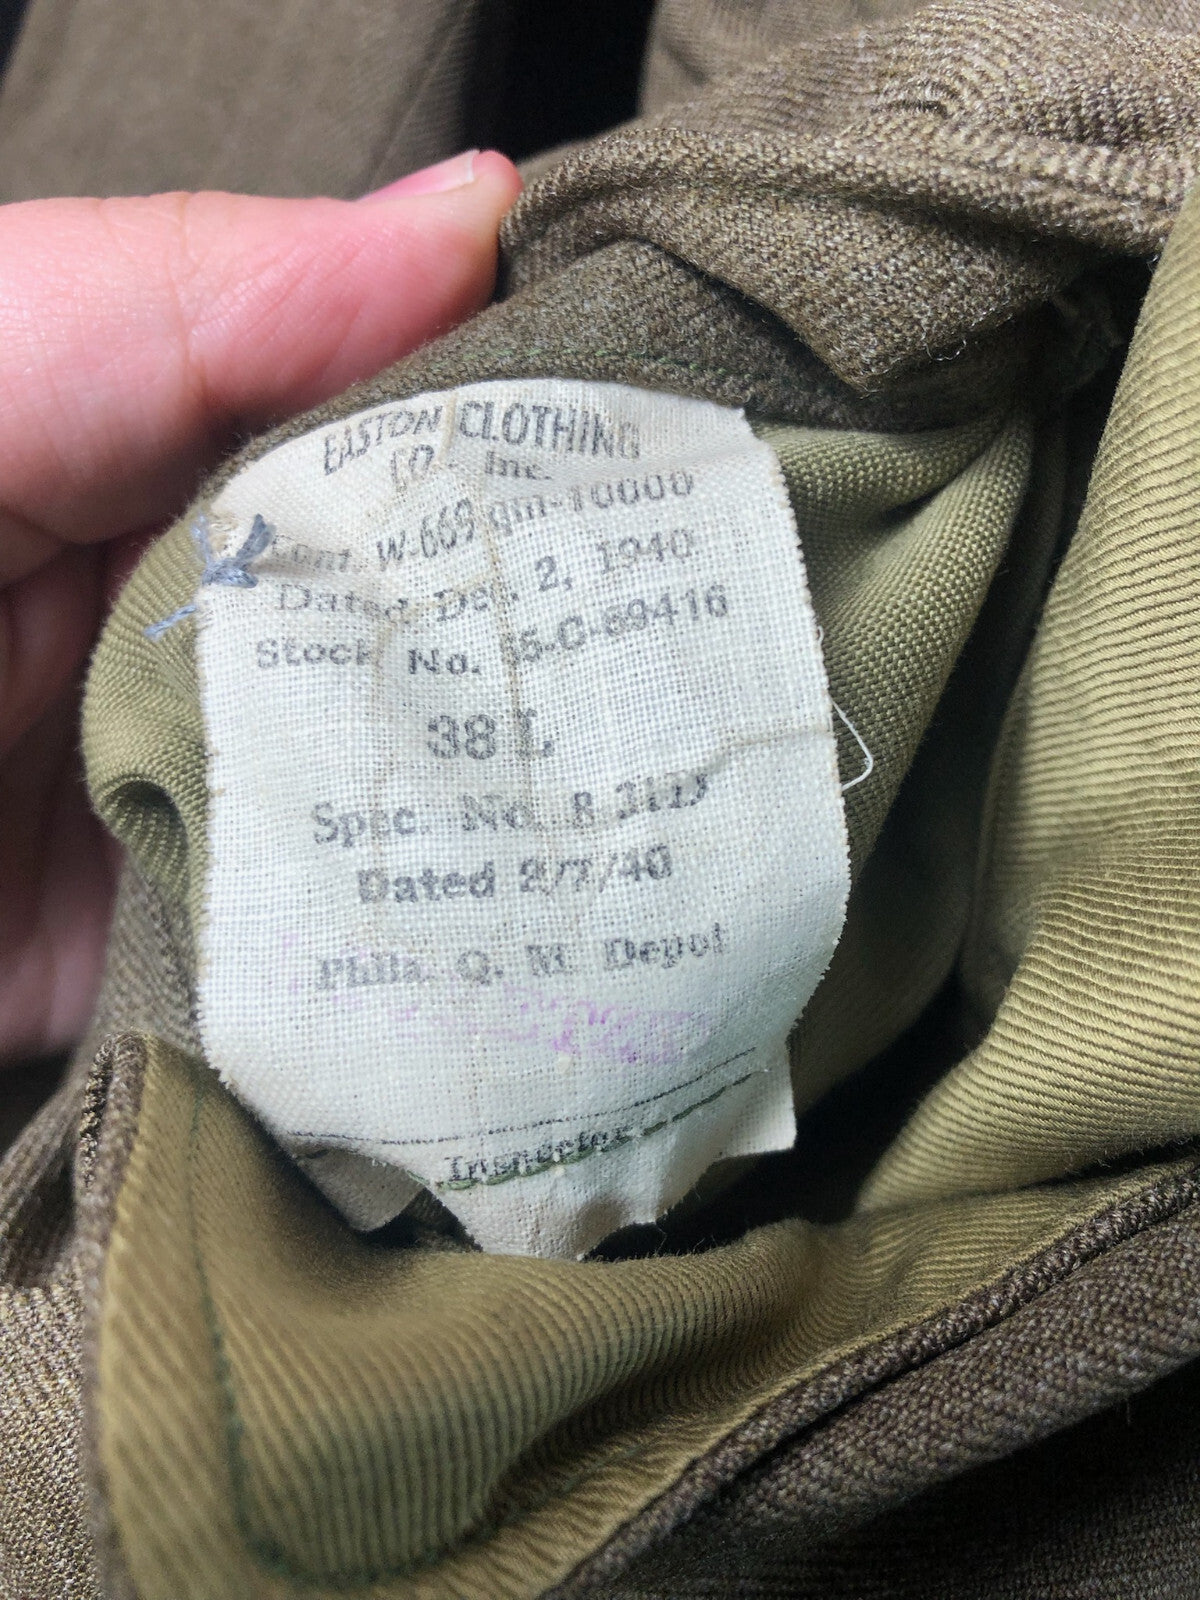 EASTON CLOTHING
CO., Inc.
Cont. W-669 qm-10000
Dated Dec. 2, 1940
Stock No. 55-C-69416
38 L
Spec. No. 8
Dated 2/7/40
Phila. Q. M. Depot
Inspector